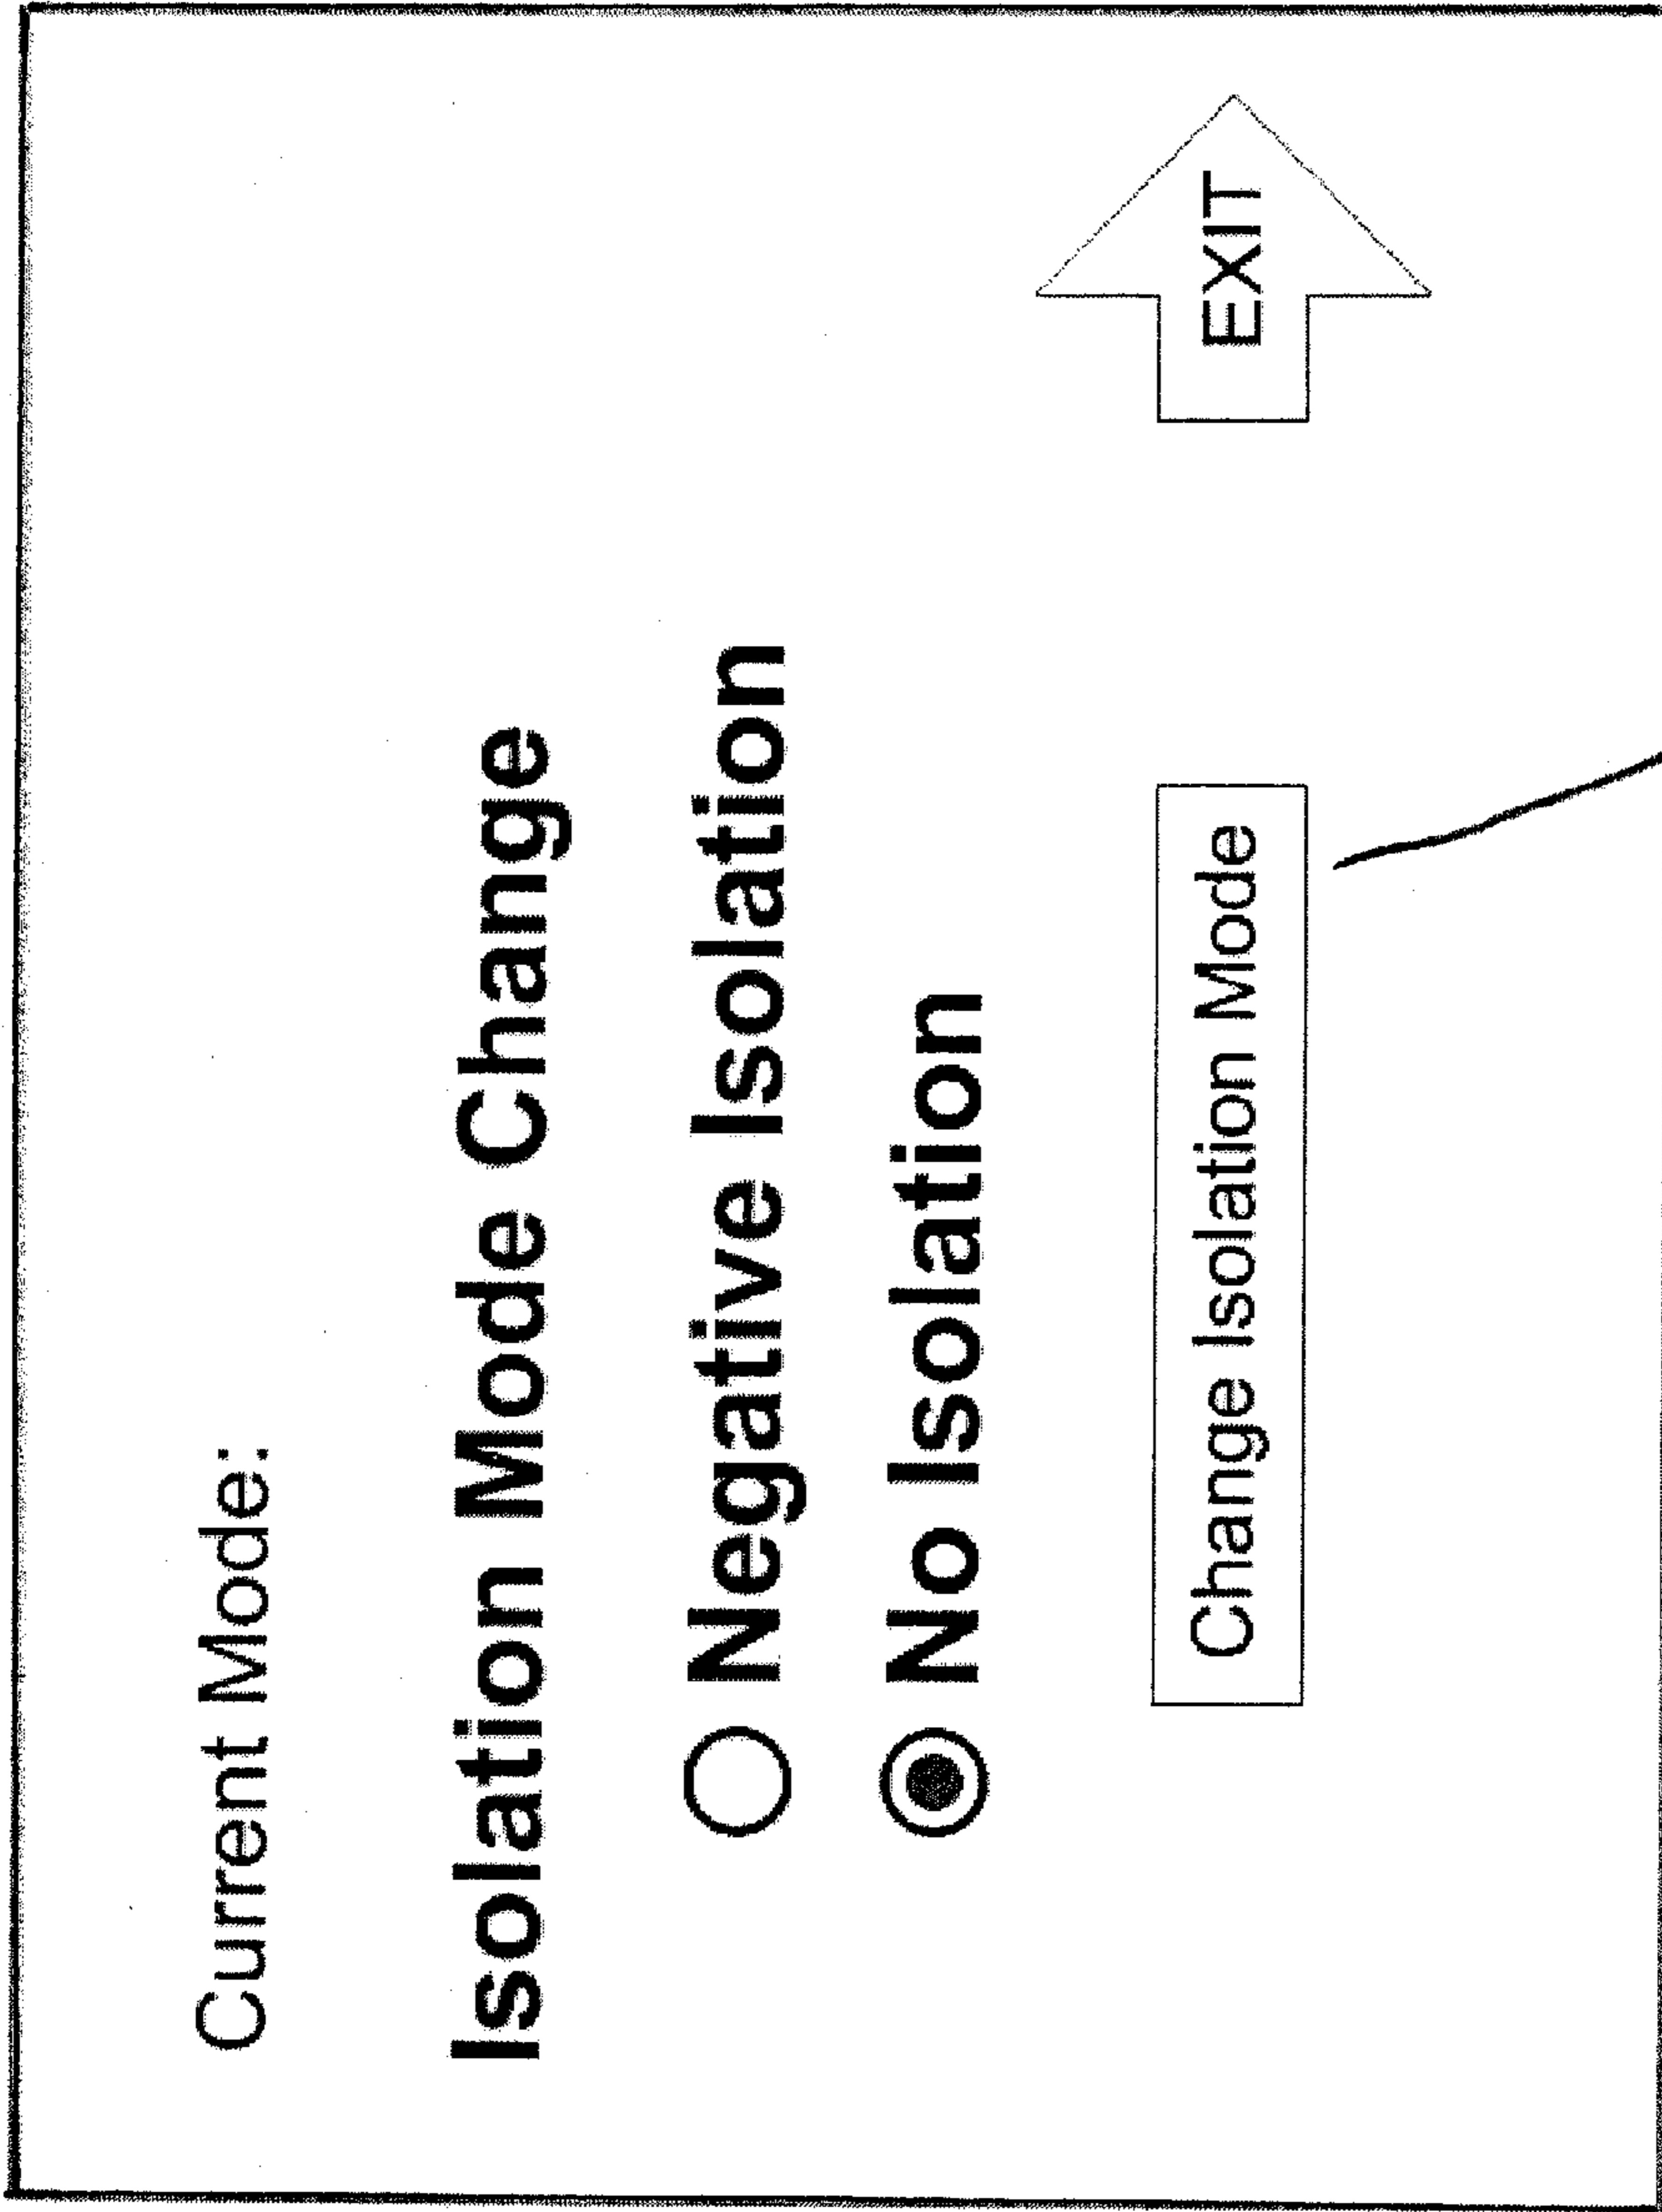 Current Mode:
Isolation Mode Change
Negative Isolation
No Isolation
Change Isolation Mode
EXIT